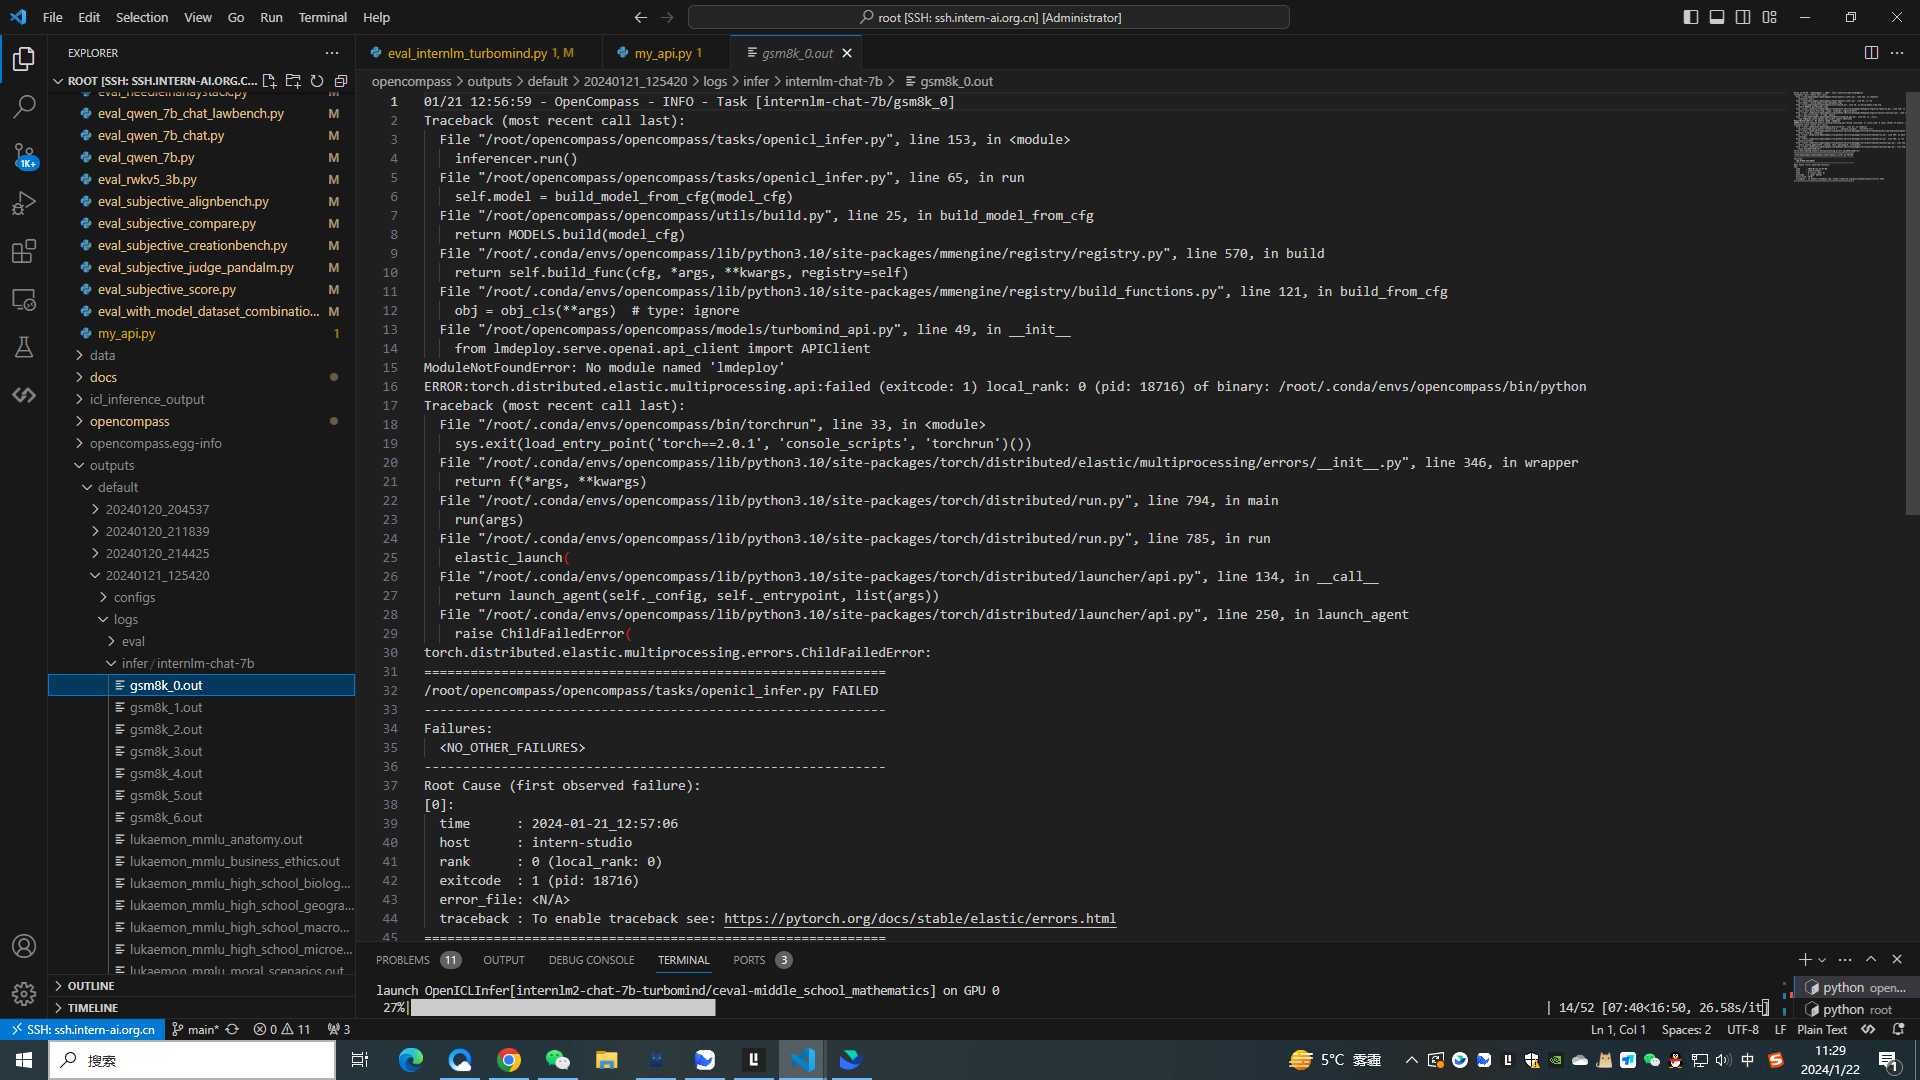 File Edit Selection View Go Run Terminal Help
root [SSH: ssh.intern-ai.org.cn] [Administrator]
EXPLORER
ROOT [SSH: SSH.INTERN-AI.ORG.C...
eval_needleinahaystack.py M
eval_qwen_7b_chat_lawbench.py M
eval_qwen_7b_chat.py M
eval_qwen_7b.py M
eval_rwkv5_3b.py M
eval_subjective_alignbench.py M
eval_subjective_compare.py M
eval_subjective_creationbench.py M
eval_subjective_judge_pandalm.py M
eval_subjective_score.py M
eval_with_model_dataset_combinatio... M
my_api.py 1
data
docs
icl_inference_output
opencompass
opencompass.egg-info
outputs
default
20240120_204537
20240120_211839
20240120_214425
20240121_125420
configs
logs
eval
infer / internlm-chat-7b
gsm8k_0.out
gsm8k_1.out
gsm8k_2.out
gsm8k_3.out
gsm8k_4.out
gsm8k_5.out
gsm8k_6.out
lukaemon_mmlu_anatomy.out
lukaemon_mmlu_business_ethics.out
lukaemon_mmlu_high_school_biolog...
lukaemon_mmlu_high_school_geogra...
lukaemon_mmlu_high_school_macro...
lukaemon_mmlu_high_school_microe...
lukaemon_mmlu_moral_scenarios.out
OUTLINE
TIMELINE
1K+
eval_internlm_turbomind.py 1, M
my_api.py 1
gsm8k_0.out
opencompass > outputs > default > 20240121_125420 > logs > infer > internlm-chat-7b > gsm8k_0.out
1 01/21 12:56:59 - OpenCompass - INFO - Task [internlm-chat-7b/gsm8k_0]
2 Traceback (most recent call last):
3 File "/root/opencompass/opencompass/tasks/openicl_infer.py", line 153, in <module>
4 inferencer.run()
5 File "/root/opencompass/opencompass/tasks/openicl_infer.py", line 65, in run
6 self.model = build_model_from_cfg(model_cfg)
7 File "/root/opencompass/opencompass/utils/build.py", line 25, in build_model_from_cfg
8 return MODELS.build(model_cfg)
9 File "/root/.conda/envs/opencompass/lib/python3.10/site-packages/mmengine/registry/registry.py", line 570, in build
10 return self.build_func(cfg, *args, **kwargs, registry=self)
11 File "/root/.conda/envs/opencompass/lib/python3.10/site-packages/mmengine/registry/build_functions.py", line 121, in build_from_cfg
12 obj = obj_cls(**args)  # type: ignore
13 File "/root/opencompass/opencompass/models/turbomind_api.py", line 49, in __init__
14 from lmdeploy.serve.openai.api_client import APIClient
15 ModuleNotFoundError: No module named 'lmdeploy'
16 ERROR:torch.distributed.elastic.multiprocessing.api:failed (exitcode: 1) local_rank: 0 (pid: 18716) of binary: /root/.conda/envs/opencompass/bin/python
17 Traceback (most recent call last):
18 File "/root/.conda/envs/opencompass/bin/torchrun", line 33, in <module>
19 sys.exit(load_entry_point('torch==2.0.1', 'console_scripts', 'torchrun')())
20 File "/root/.conda/envs/opencompass/lib/python3.10/site-packages/torch/distributed/elastic/multiprocessing/errors/__init__.py", line 346, in wrapper
21 return f(*args, **kwargs)
22 File "/root/.conda/envs/opencompass/lib/python3.10/site-packages/torch/distributed/run.py", line 794, in main
23 run(args)
24 File "/root/.conda/envs/opencompass/lib/python3.10/site-packages/torch/distributed/run.py", line 785, in run
25 elastic_launch(
26 File "/root/.conda/envs/opencompass/lib/python3.10/site-packages/torch/distributed/launcher/api.py", line 134, in __call__
27 return launch_agent(self._config, self._entrypoint, list(args))
28 File "/root/.conda/envs/opencompass/lib/python3.10/site-packages/torch/distributed/launcher/api.py", line 250, in launch_agent
29 raise ChildFailedError(
30 torch.distributed.elastic.multiprocessing.errors.ChildFailedError:
31 ============================================================
32 /root/opencompass/opencompass/tasks/openicl_infer.py FAILED
33 ------------------------------------------------------------
34 Failures:
35 <NO_OTHER_FAILURES>
36 ------------------------------------------------------------
37 Root Cause (first observed failure):
38 [0]:
39 time      : 2024-01-21_12:57:06
40 host      : intern-studio
41 rank      : 0 (local_rank: 0)
42 exitcode  : 1 (pid: 18716)
43 error_file: <N/A>
44 traceback : To enable traceback see: https://pytorch.org/docs/stable/elastic/errors.html
45 ============================================================
PROBLEMS 11 OUTPUT DEBUG CONSOLE TERMINAL PORTS 3
launch OpenICLInfer[internlm2-chat-7b-turbomind/ceval-middle_school_mathematics] on GPU 0
27%| | 14/52 [07:40<16:50, 26.58s/it]
python open...
python root
SSH: ssh.intern-ai.org.cn main* 0 11 3
Ln 1, Col 1 Spaces: 2 UTF-8 LF Plain Text
搜索
5°C 雾霾
中
11:29
2024/1/22
1